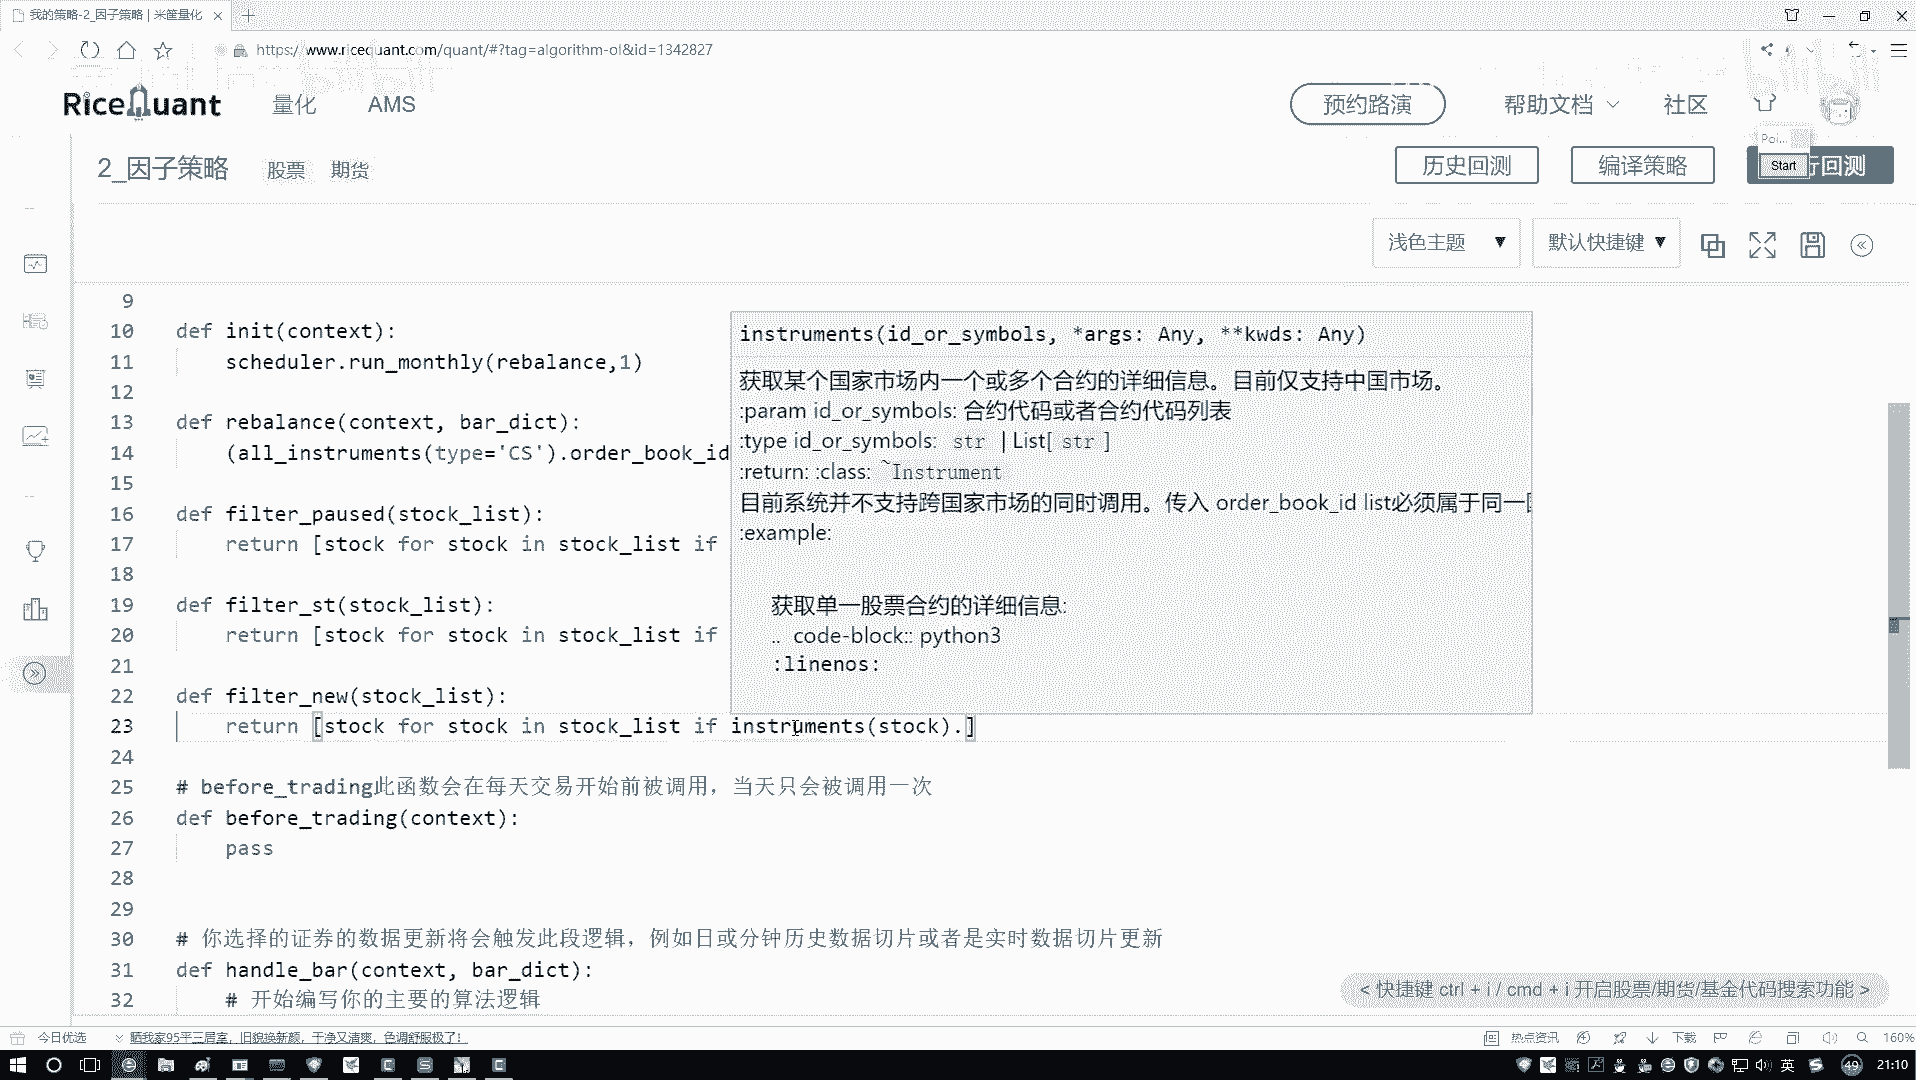 我的策略-2_因子策略 | 米筐量化
https://www.ricequant.com/quant/#?tag=algorithm-ol&id=1342827
RiceQuant 量化 AMS 预约路演 帮助文档 社区
Poi...
2_因子策略 股票 期货 历史回测 编译策略 Start 行回测
浅色主题 默认快捷键
9
10 def init(context):
11 scheduler.run_monthly(rebalance,1)
12
13 def rebalance(context, bar_dict):
14 (all_instruments(type='CS').order_book_id
15
16 def filter_paused(stock_list):
17 return [stock for stock in stock_list if
18
19 def filter_st(stock_list):
20 return [stock for stock in stock_list if
21
22 def filter_new(stock_list):
23 return [stock for stock in stock_list if instruments(stock).]
24
25 # before_trading此函数会在每天交易开始前被调用，当天只会被调用一次
26 def before_trading(context):
27 pass
28
29
30 # 你选择的证券的数据更新将会触发此段逻辑，例如日或分钟历史数据切片或者是实时数据切片更新
31 def handle_bar(context, bar_dict):
32 # 开始编写你的主要的算法逻辑
instruments(id_or_symbols, *args: Any, **kwds: Any)
获取某个国家市场内一个或多个合约的详细信息。目前仅支持中国市场。
:param id_or_symbols: 合约代码或者合约代码列表
:type id_or_symbols: str | List[ str ]
:return: :class: ~Instrument
目前系统并不支持跨国家市场的同时调用。传入 order_book_id list必须属于同一
:example:
获取单一股票合约的详细信息:
.. code-block:: python3
:linenos:
< 快捷键 ctrl + i / cmd + i 开启股票/期货/基金代码搜索功能 >
今日优选 晒我家95平三居室，旧貌换新颜，干净又清爽，色调舒服极了！ 热点资讯 下载 160%
英 49 21:10